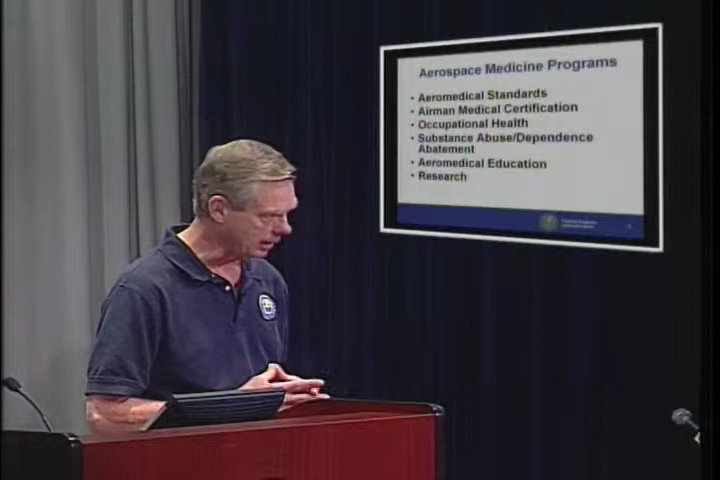 Aerospace Medicine Programs
• Aeromedical Standards
• Airman Medical Certification
• Occupational Health
• Substance Abuse/Dependence
Abatement
• Aeromedical Education
• Research